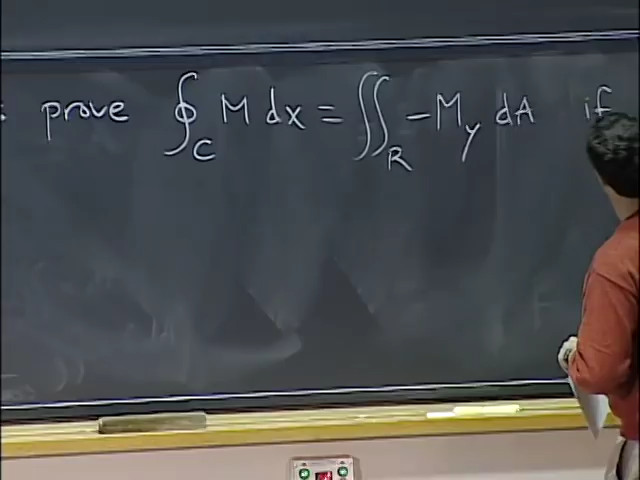 : prove ∮_C M dx = ∬_R -M_y dA if